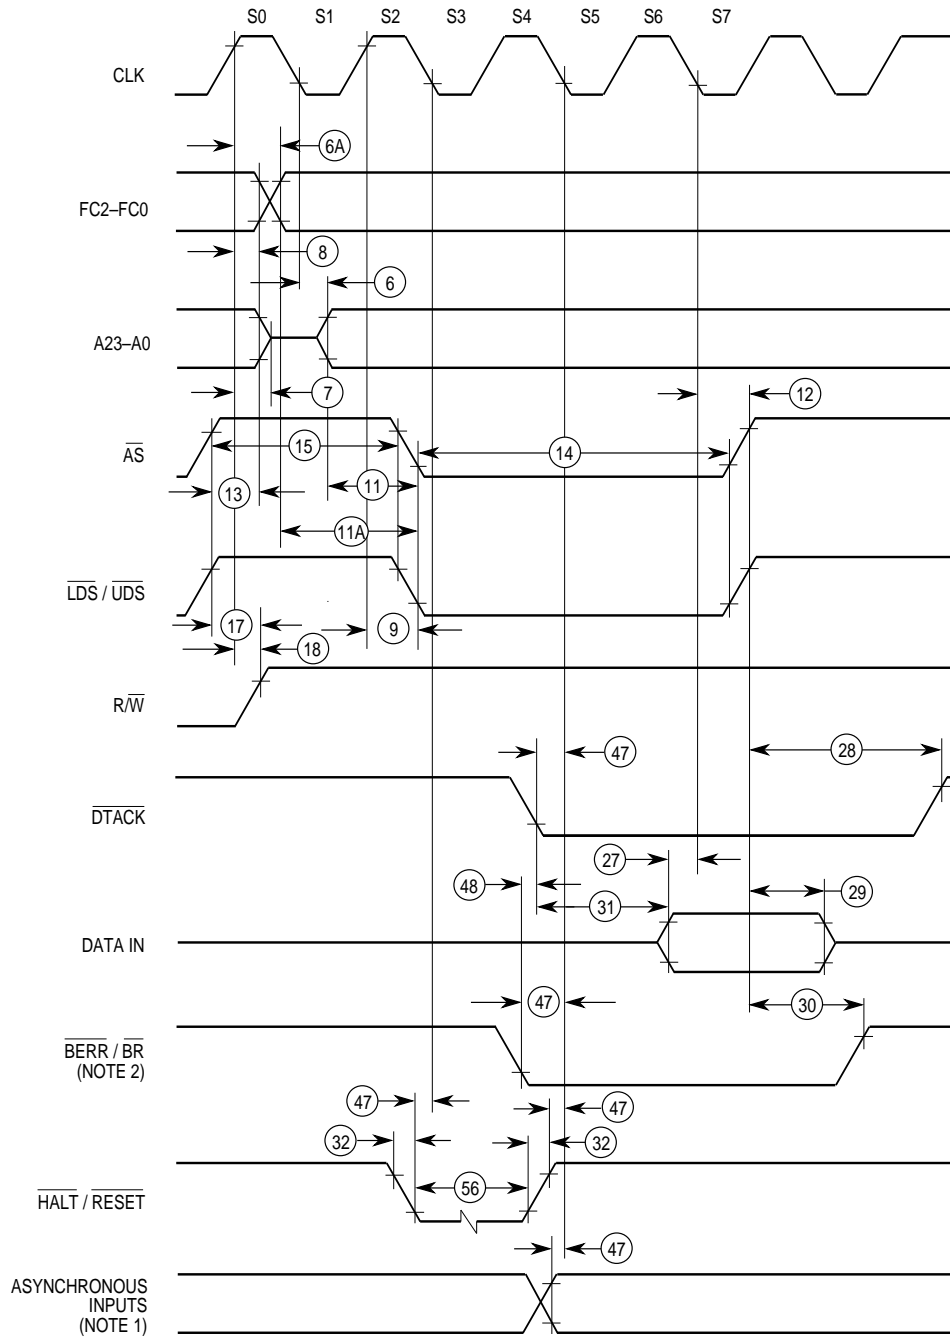 S0 S1 S2 S3 S4 S5 S6 S7
CLK
6A
FC2–FC0
8
6
A23–A0
7
12
AS
15
14
13
11
11A
LDS / UDS
17
9
18
R/W
47
28
DTACK
27
48
31
29
DATA IN
47
30
BERR / BR
(NOTE 2)
47
47
32
32
56
HALT / RESET
47
ASYNCHRONOUS
INPUTS
(NOTE 1)